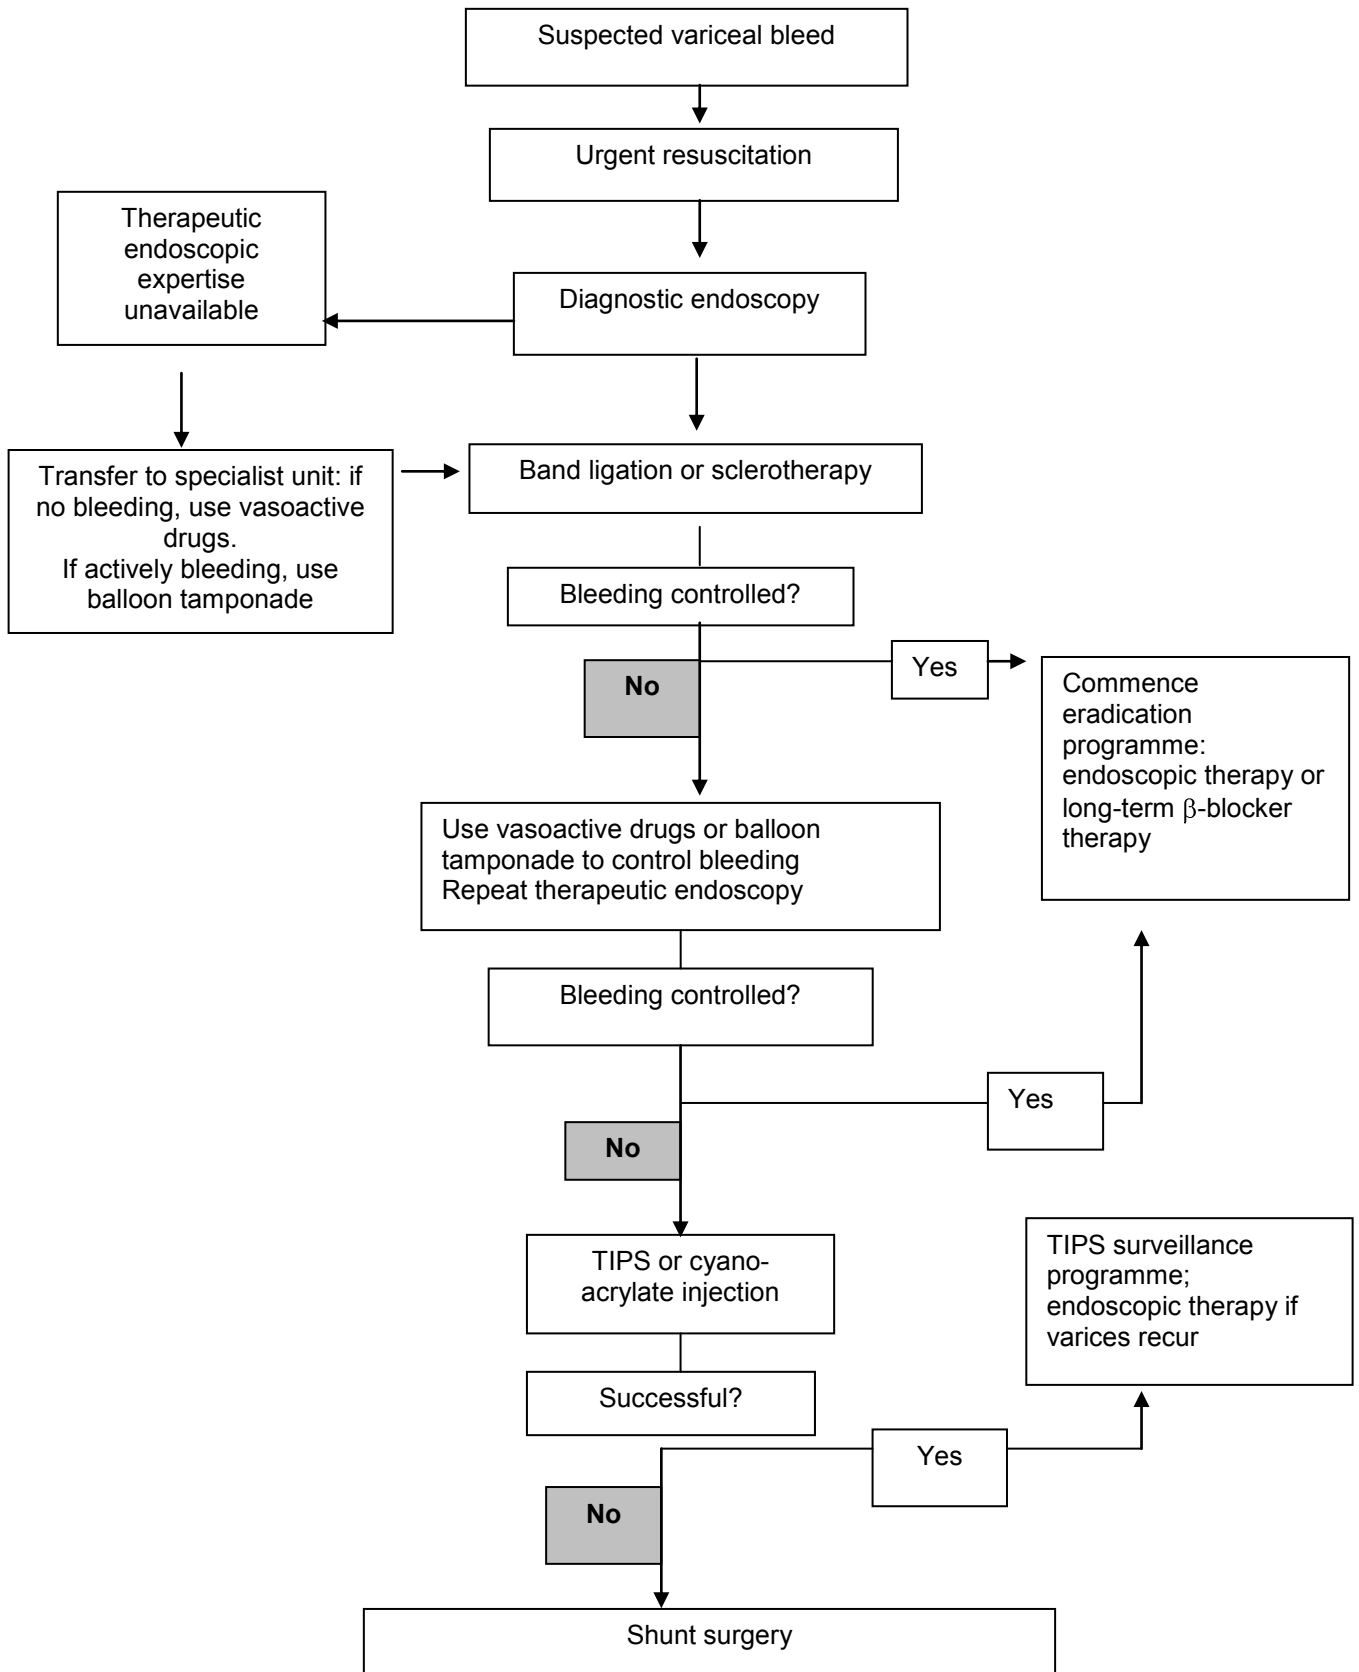 Suspected variceal bleed
Urgent resuscitation
Therapeutic
endoscopic
expertise
unavailable
Diagnostic endoscopy
Transfer to specialist unit: if
no bleeding, use vasoactive
drugs.
If actively bleeding, use
balloon tamponade
Band ligation or sclerotherapy
Bleeding controlled?
No
Yes
Commence
eradication
programme:
endoscopic therapy or
long-term β-blocker
therapy
Use vasoactive drugs or balloon
tamponade to control bleeding
Repeat therapeutic endoscopy
Bleeding controlled?
Yes
No
TIPS or cyano-
acrylate injection
TIPS surveillance
programme;
endoscopic therapy if
varices recur
Successful?
Yes
No
Shunt surgery